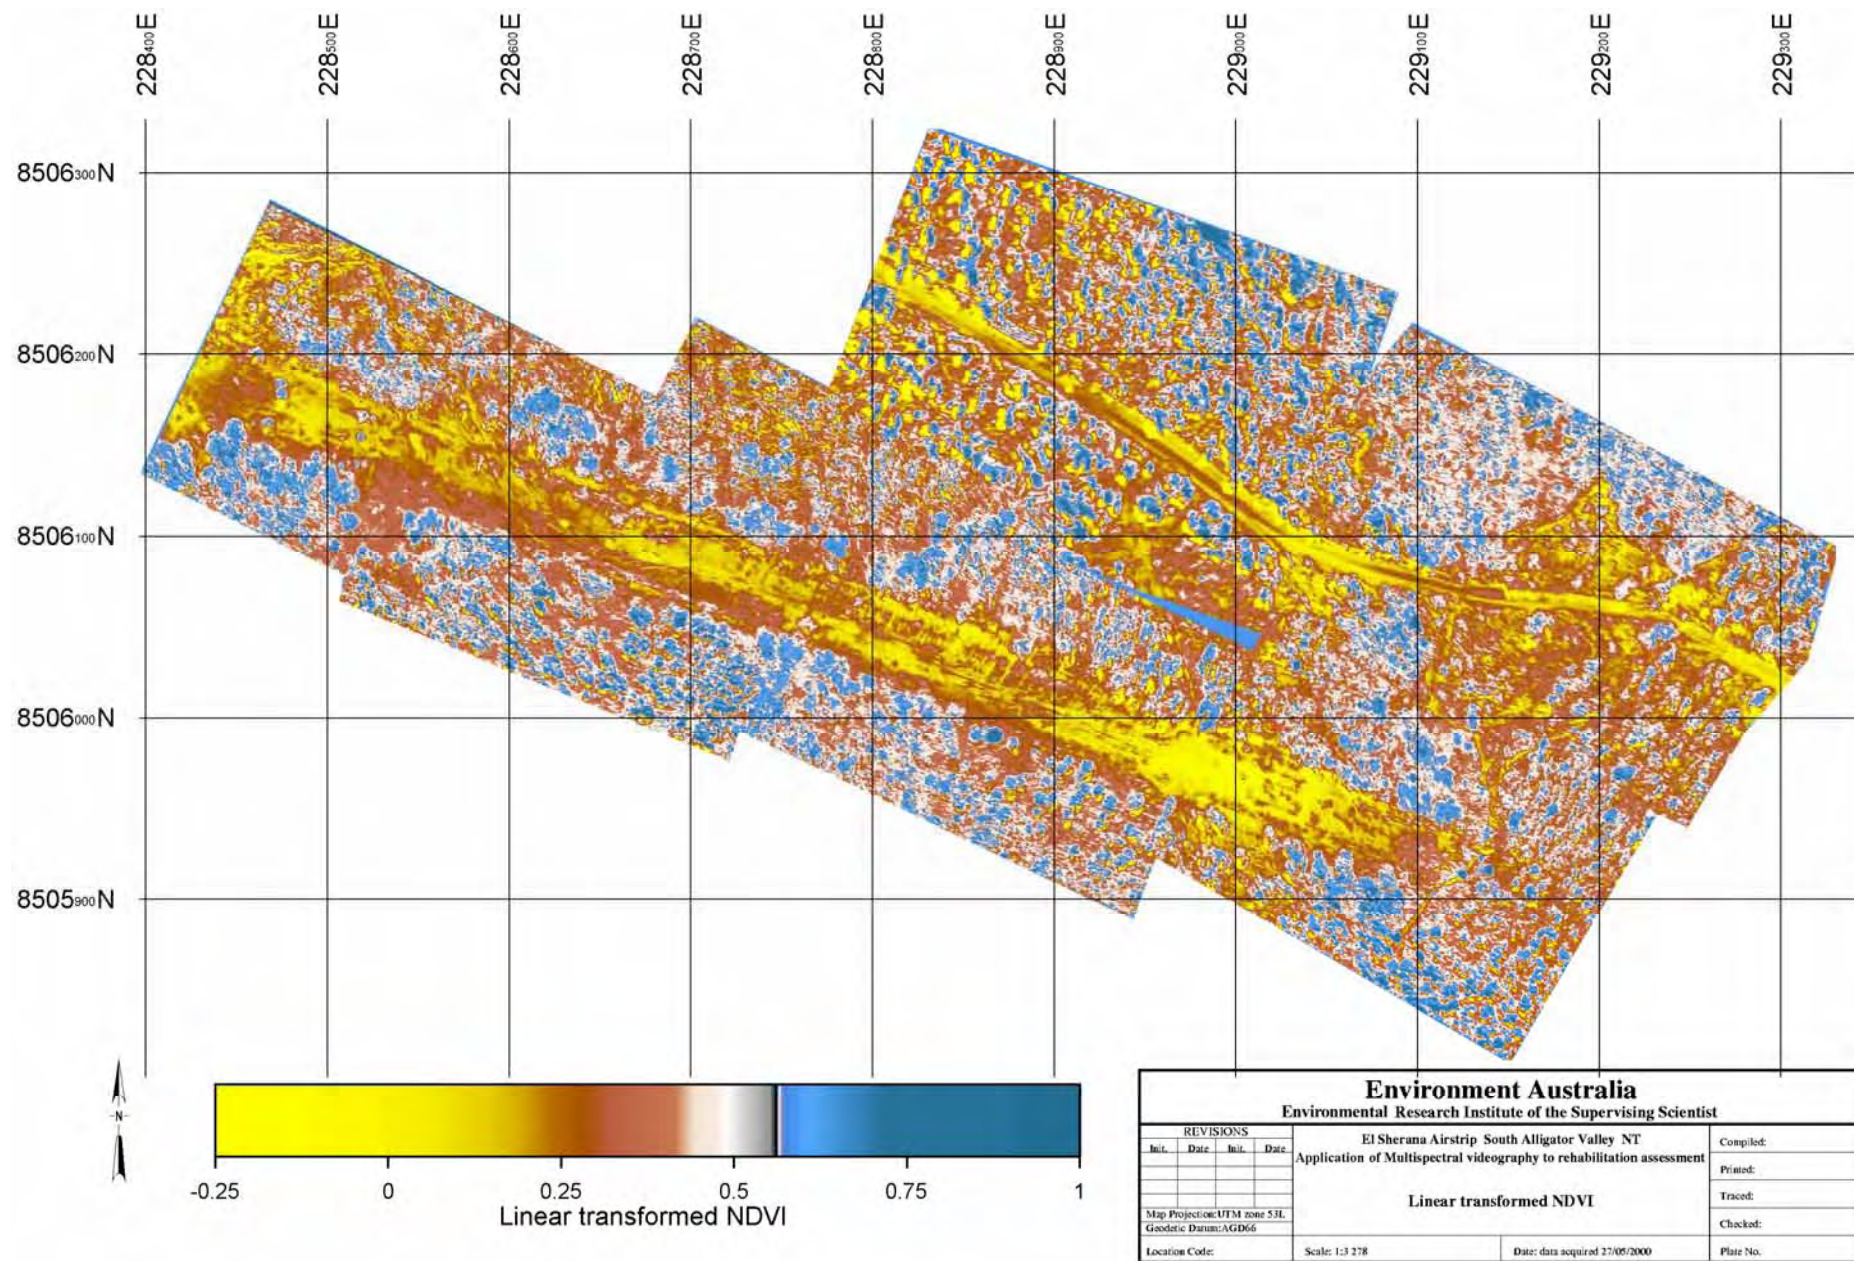 228400E 228500E 228600E 228700E 228800E 228900E 229000E 229100E 229200E 229300E
8506300N
8506200N
8506100N
8506000N
8505900N
N
-0.25 0 0.25 0.5 0.75 1
Linear transformed NDVI
Environment Australia
Environmental Research Institute of the Supervising Scientist
REVISIONS
Init. Date Init. Date
Map Projection:UTM zone 53L
Geodetic Datum:AGD66
Location Code:
El Sherana Airstrip South Alligator Valley NT
Application of Multispectral videography to rehabilitation assessment
Linear transformed NDVI
Scale: 1:3 278
Date: data acquired 27/05/2000
Compiled:
Printed:
Traced:
Checked:
Plate No.